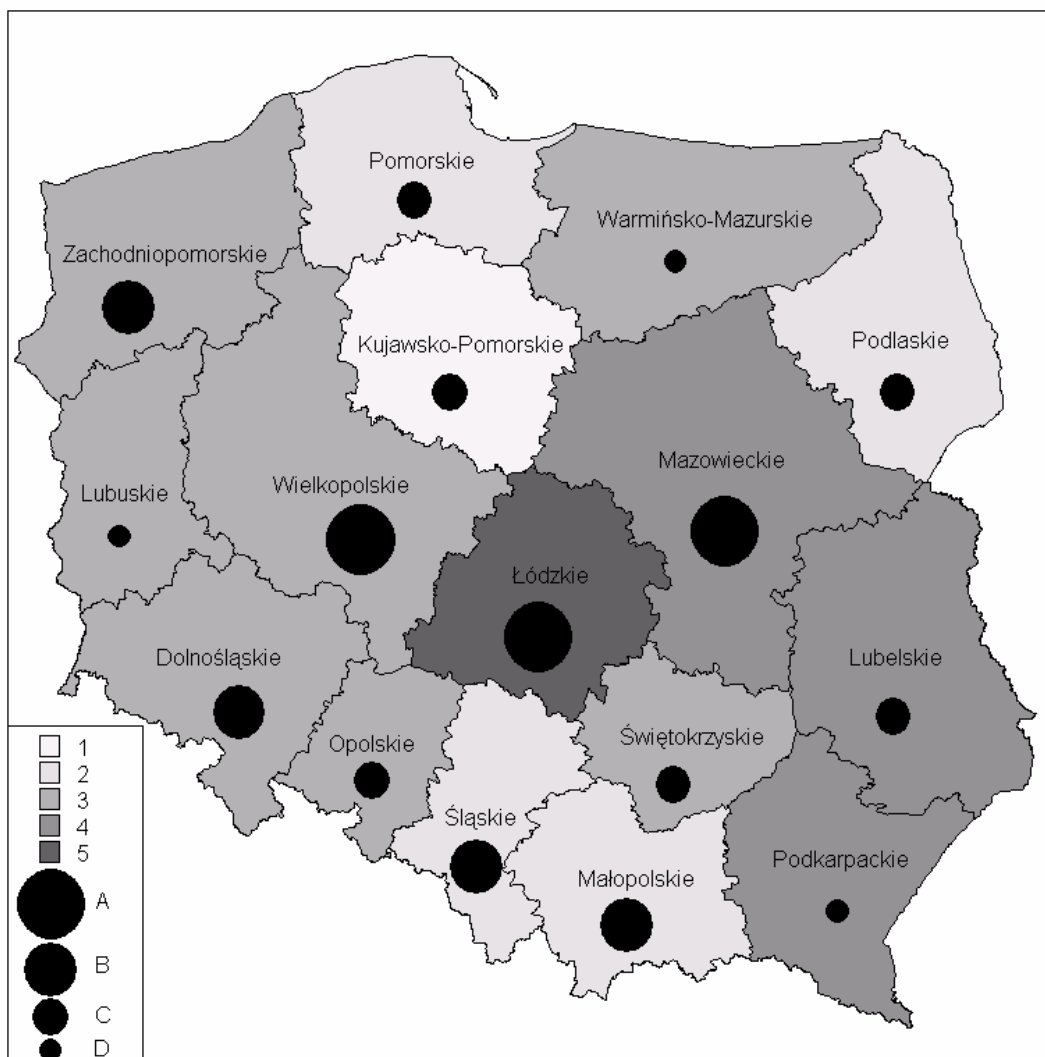 Pomorskie
Warmińsko-Mazurskie
Zachodniopomorskie
Kujawsko-Pomorskie
Podlaskie
Mazowieckie
Wielkopolskie
Lubuskie
Łódzkie
Dolnośląskie
Lubelskie
Opolskie
Świętokrzyskie
Śląskie
Podkarpackie
Małopolskie
1
2
3
4
5
A
B
C
D